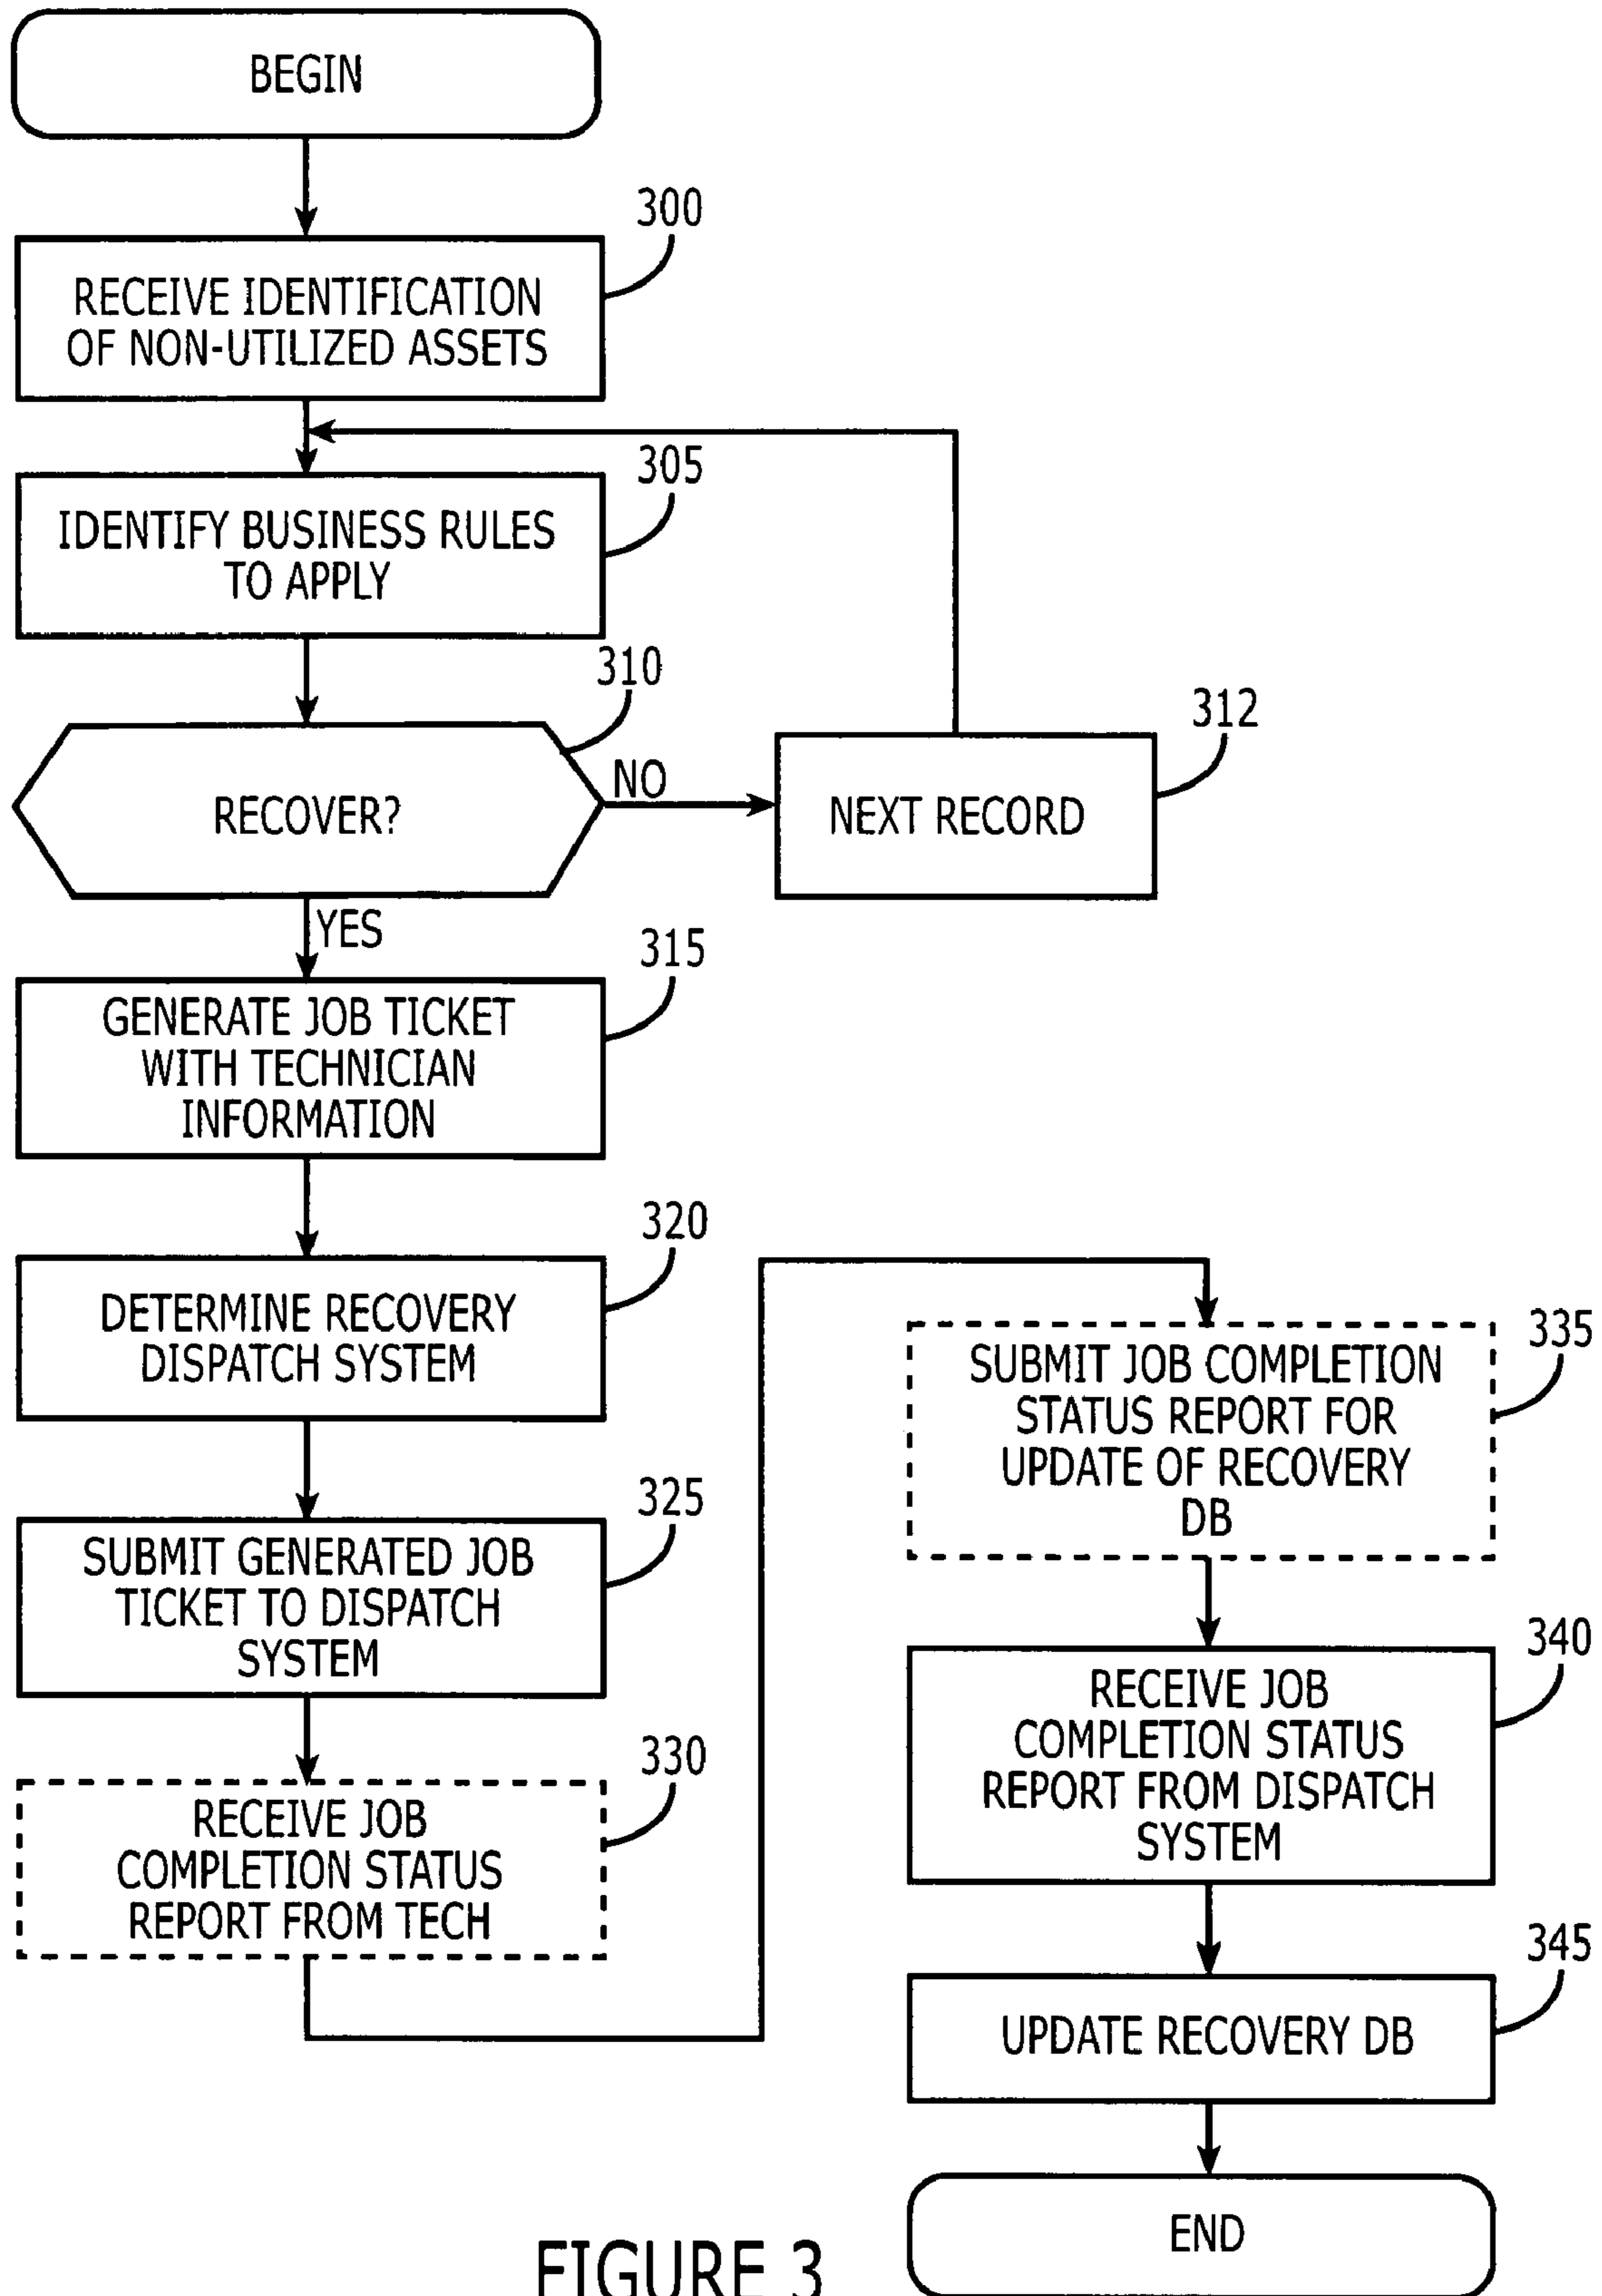 BEGIN
300
RECEIVE IDENTIFICATION
OF NON-UTILIZED ASSETS
305
IDENTIFY BUSINESS RULES
TO APPLY
310
RECOVER?
NO
312
NEXT RECORD
YES
315
GENERATE JOB TICKET
WITH TECHNICIAN
INFORMATION
320
DETERMINE RECOVERY
DISPATCH SYSTEM
325
SUBMIT GENERATED JOB
TICKET TO DISPATCH
SYSTEM
330
RECEIVE JOB
COMPLETION STATUS
REPORT FROM TECH
335
SUBMIT JOB COMPLETION
STATUS REPORT FOR
UPDATE OF RECOVERY
DB
340
RECEIVE JOB
COMPLETION STATUS
REPORT FROM DISPATCH
SYSTEM
345
UPDATE RECOVERY DB
END
FIGURE 3